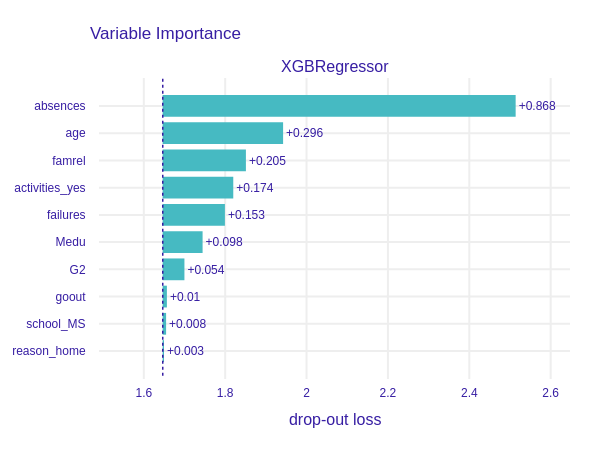 Variable Importance
XGBRegressor
absences +0.868
age +0.296
famrel +0.205
activities_yes +0.174
failures +0.153
Medu +0.098
G2 +0.054
goout +0.01
school_MS +0.008
reason_home +0.003
1.6 1.8 2 2.2 2.4 2.6
drop-out loss